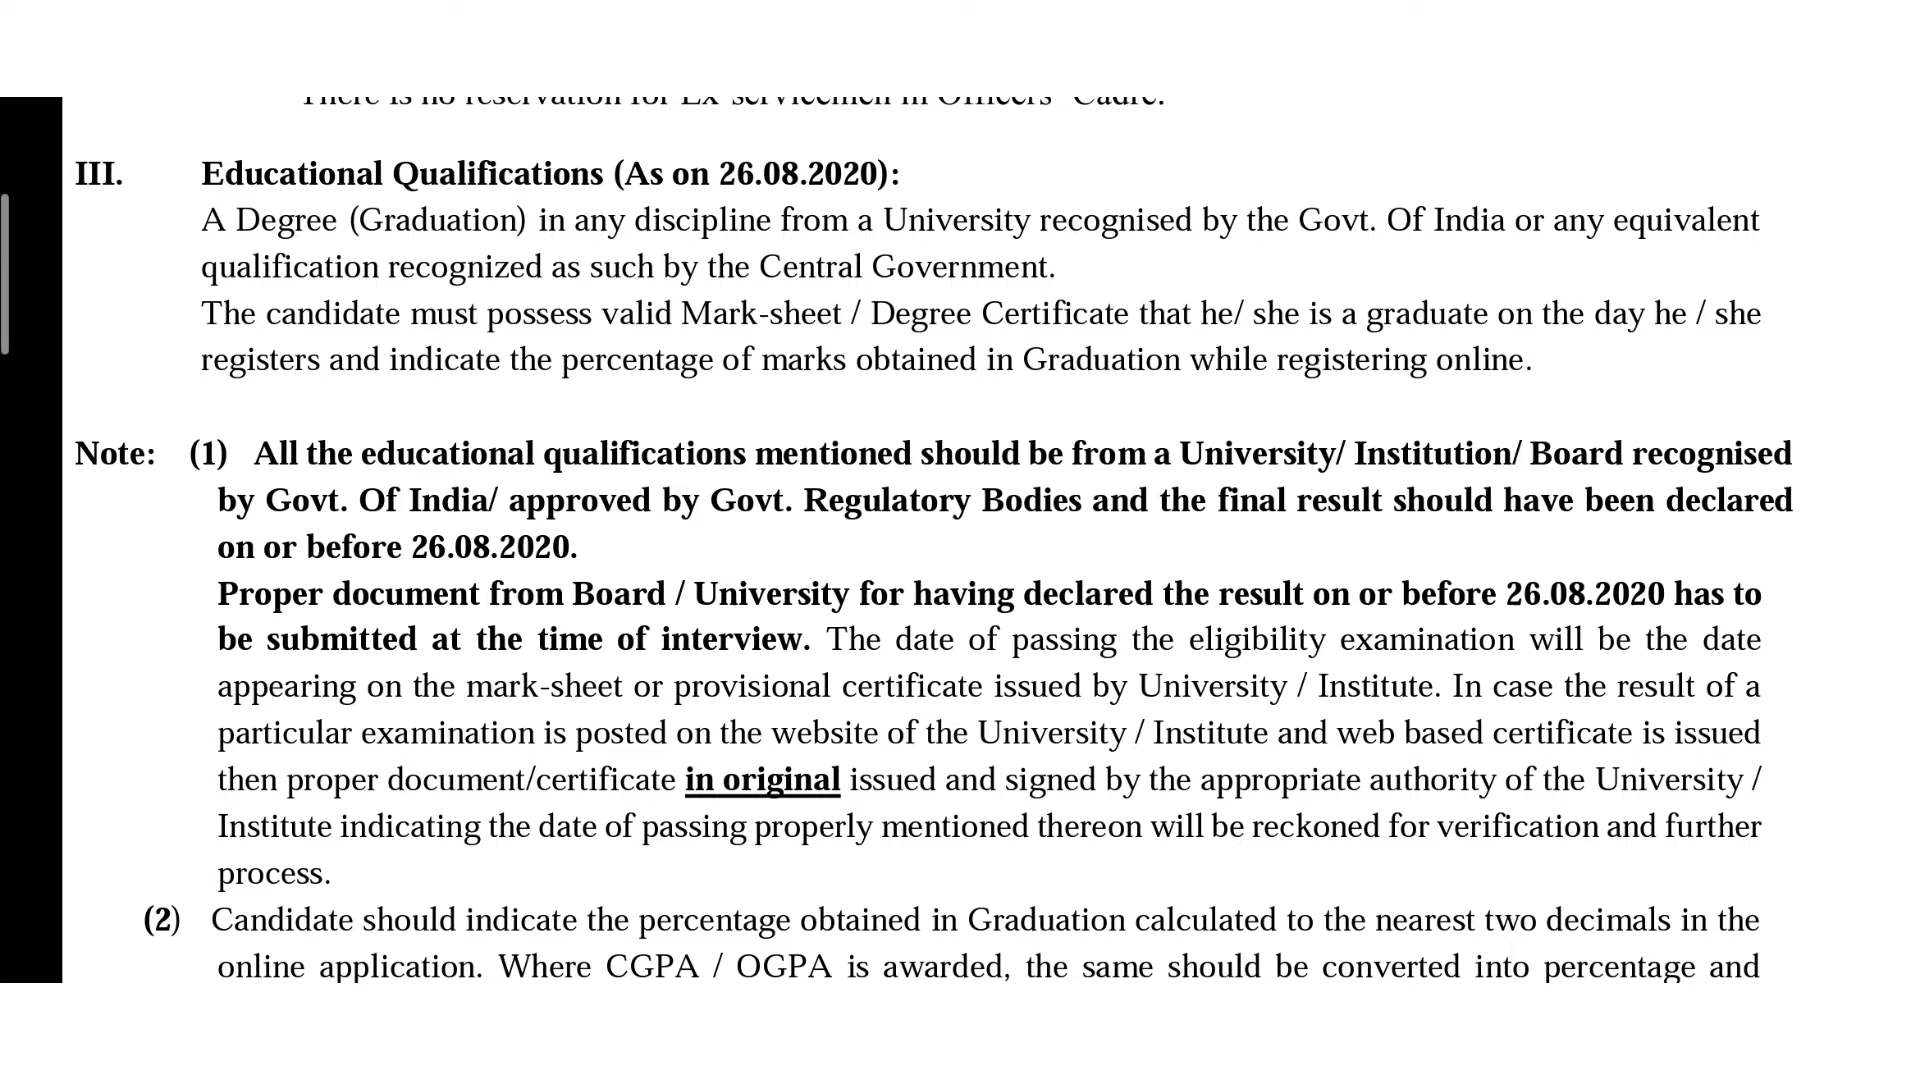 There is no reservation for Ex-servicemen in Officers' Cadre.
III. Educational Qualifications (As on 26.08.2020):
A Degree (Graduation) in any discipline from a University recognised by the Govt. Of India or any equivalent
qualification recognized as such by the Central Government.
The candidate must possess valid Mark-sheet / Degree Certificate that he/ she is a graduate on the day he / she
registers and indicate the percentage of marks obtained in Graduation while registering online.
Note: (1) All the educational qualifications mentioned should be from a University/ Institution/ Board recognised
by Govt. Of India/ approved by Govt. Regulatory Bodies and the final result should have been declared
on or before 26.08.2020.
Proper document from Board / University for having declared the result on or before 26.08.2020 has to
be submitted at the time of interview. The date of passing the eligibility examination will be the date
appearing on the mark-sheet or provisional certificate issued by University / Institute. In case the result of a
particular examination is posted on the website of the University / Institute and web based certificate is issued
then proper document/certificate in original issued and signed by the appropriate authority of the University /
Institute indicating the date of passing properly mentioned thereon will be reckoned for verification and further
process.
(2) Candidate should indicate the percentage obtained in Graduation calculated to the nearest two decimals in the
online application. Where CGPA / OGPA is awarded, the same should be converted into percentage and